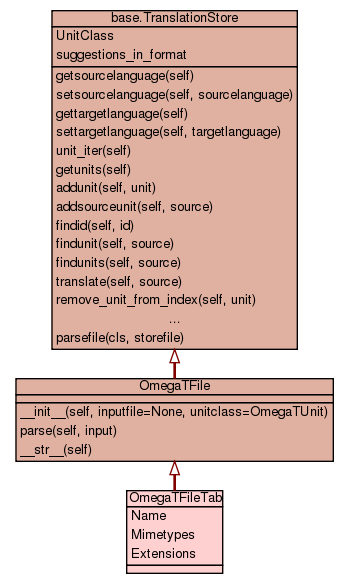 base.TranslationStore
UnitClass
suggestions_in_format
getsourcelanguage(self)
setsourcelanguage(self, sourcelanguage)
gettargetlanguage(self)
settargetlanguage(self, targetlanguage)
unit_iter(self)
getunits(self)
addunit(self, unit)
addsourceunit(self, source)
findid(self, id)
findunit(self, source)
findunits(self, source)
translate(self, source)
remove_unit_from_index(self, unit)
...
parsefile(cls, storefile)
OmegaTFile
__init__(self, inputfile=None, unitclass=OmegaTUnit)
parse(self, input)
__str__(self)
OmegaTFileTab
Name
Mimetypes
Extensions